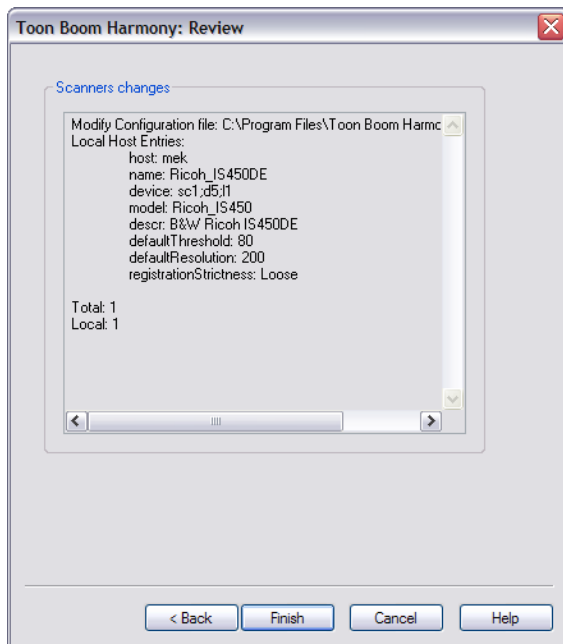 Toon Boom Harmony: Review
Scanners changes
Modify Configuration file: C:\Program Files\Toon Boom Harmo
Local Host Entries:
host: mek
name: Ricoh_IS450DE
device: sc1;d5;l1
model: Ricoh_IS450
descr: B&W Ricoh IS450DE
defaultThreshold: 80
defaultResolution: 200
registrationStrictness: Loose
Total: 1
Local: 1
< Back Finish Cancel Help